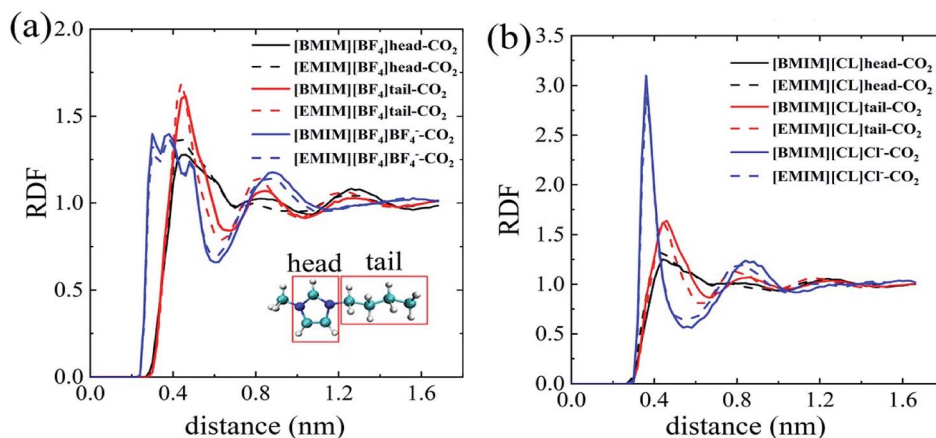 (a)
2.0
1.5
1.0
0.5
0.0
RDF
[BMIM][BF₄]head-CO₂
[EMIM][BF₄]head-CO₂
[BMIM][BF₄]tail-CO₂
[EMIM][BF₄]tail-CO₂
[BMIM][BF₄]BF₄⁻-CO₂
[EMIM][BF₄]BF₄⁻-CO₂
head tail
0.0 0.4 0.8 1.2 1.6
distance (nm)
(b)
3.5
3.0
2.5
2.0
1.5
1.0
0.5
0.0
RDF
[BMIM][CL]head-CO₂
[EMIM][CL]head-CO₂
[BMIM][CL]tail-CO₂
[EMIM][CL]tail-CO₂
[BMIM][CL]Cl⁻-CO₂
[EMIM][CL]Cl⁻-CO₂
0.0 0.4 0.8 1.2 1.6
distance (nm)